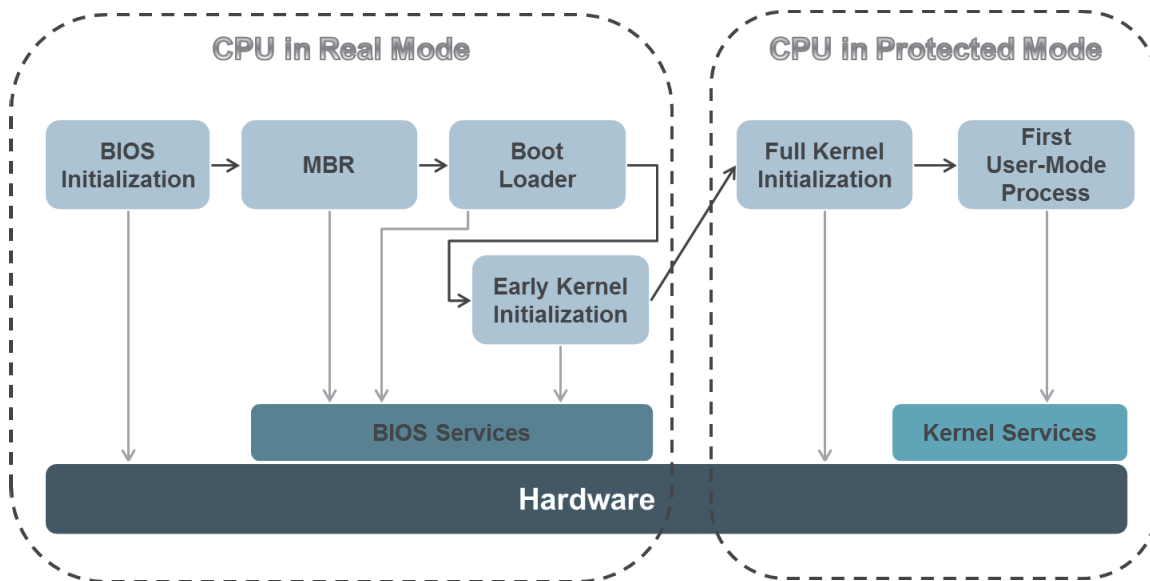 CPU in Real Mode
CPU in Protected Mode
BIOS
Initialization
MBR
Boot
Loader
Full Kernel
Initialization
First
User-Mode
Process
Early Kernel
Initialization
BIOS Services
Kernel Services
Hardware